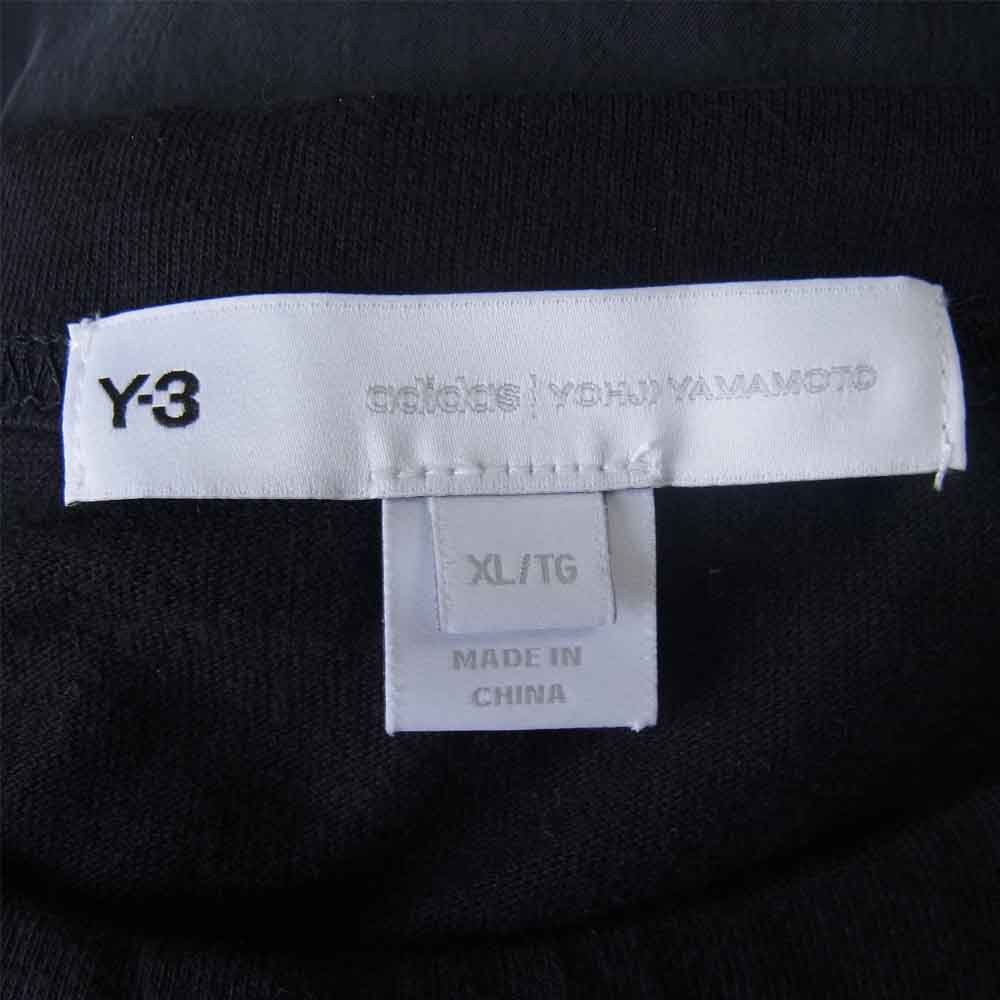 Y-3 adidas | YOHJI YAMAMOTO
XL/TG
MADE IN
CHINA